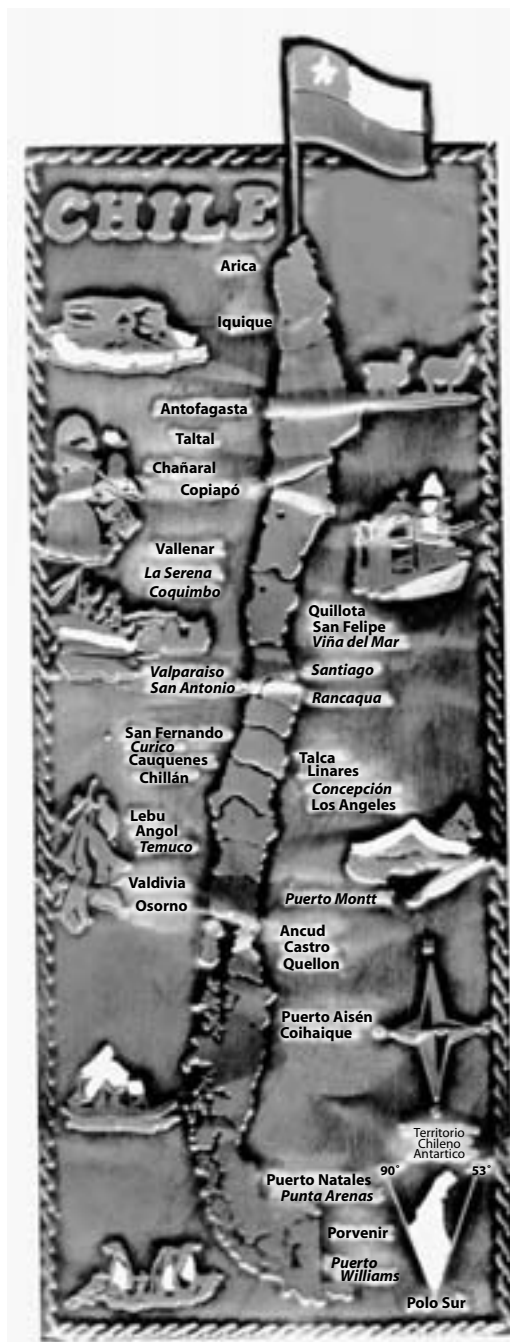 CHILE
Arica
Iquique
Antofagasta
Taltal
Chañaral
Copiapó
Vallenar
La Serena
Coquimbo
Quillota
San Felipe
Viña del Mar
Valparaiso
San Antonio
Santiago
Rancaqua
San Fernando
Curico
Cauquenes
Chillán
Talca
Linares
Concepción
Los Angeles
Lebu
Angol
Temuco
Valdivia
Osorno
Puerto Montt
Ancud
Castro
Quellon
Puerto Aisén
Coihaique
Territorio
Chileno
Antartico
90° 53°
Puerto Natales
Punta Arenas
Porvenir
Puerto
Williams
Polo Sur